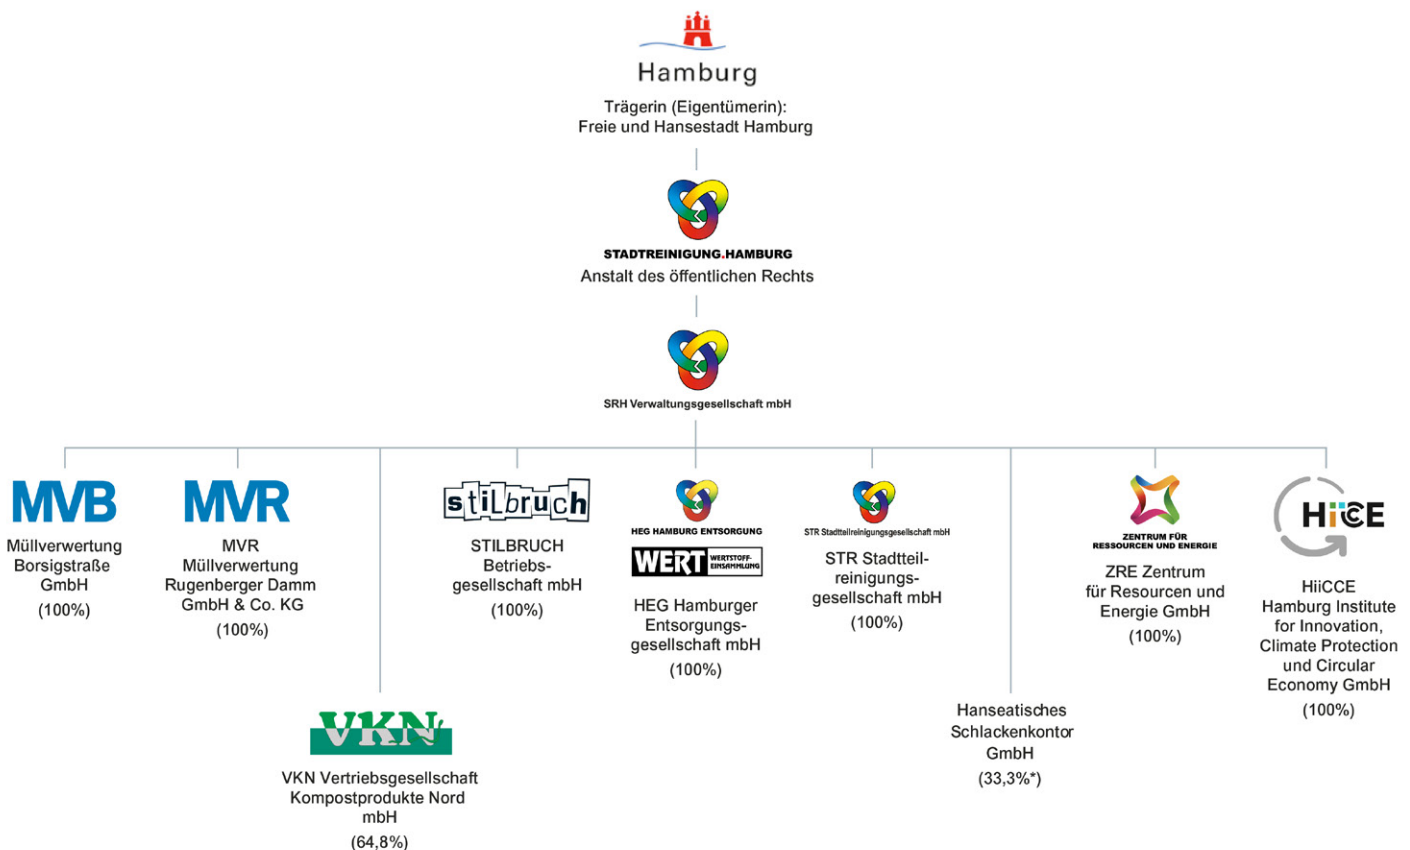 Hamburg
Trägerin (Eigentümerin):
Freie und Hansestadt Hamburg
STADTREINIGUNG.HAMBURG
Anstalt des öffentlichen Rechts
SRH Verwaltungsgesellschaft mbH
MVB
Müllverwertung
Borsigstraße
GmbH
(100%)
MVR
MVR
Müllverwertung
Rugenberger Damm
GmbH & Co. KG
(100%)
VKN
VKN Vertriebsgesellschaft
Kompostprodukte Nord
mbH
(64,8%)
stilbruch
STILBRUCH
Betriebs-
gesellschaft mbH
(100%)
HEG HAMBURG ENTSORGUNG
WERT WERTSTOFF-
EINSAMMLUNG
HEG Hamburger
Entsorgungs-
gesellschaft mbH
(100%)
STR Stadtteilreinigungsgesellschaft mbH
STR Stadtteil-
reinigungs-
gesellschaft mbH
(100%)
Hanseatisches
Schlackenkontor
GmbH
(33,3%*)
ZENTRUM FÜR
RESSOURCEN UND ENERGIE
ZRE Zentrum
für Resourcen und
Energie GmbH
(100%)
HiiCCE
HiiCCE
Hamburg Institute
for Innovation,
Climate Protection
und Circular
Economy GmbH
(100%)